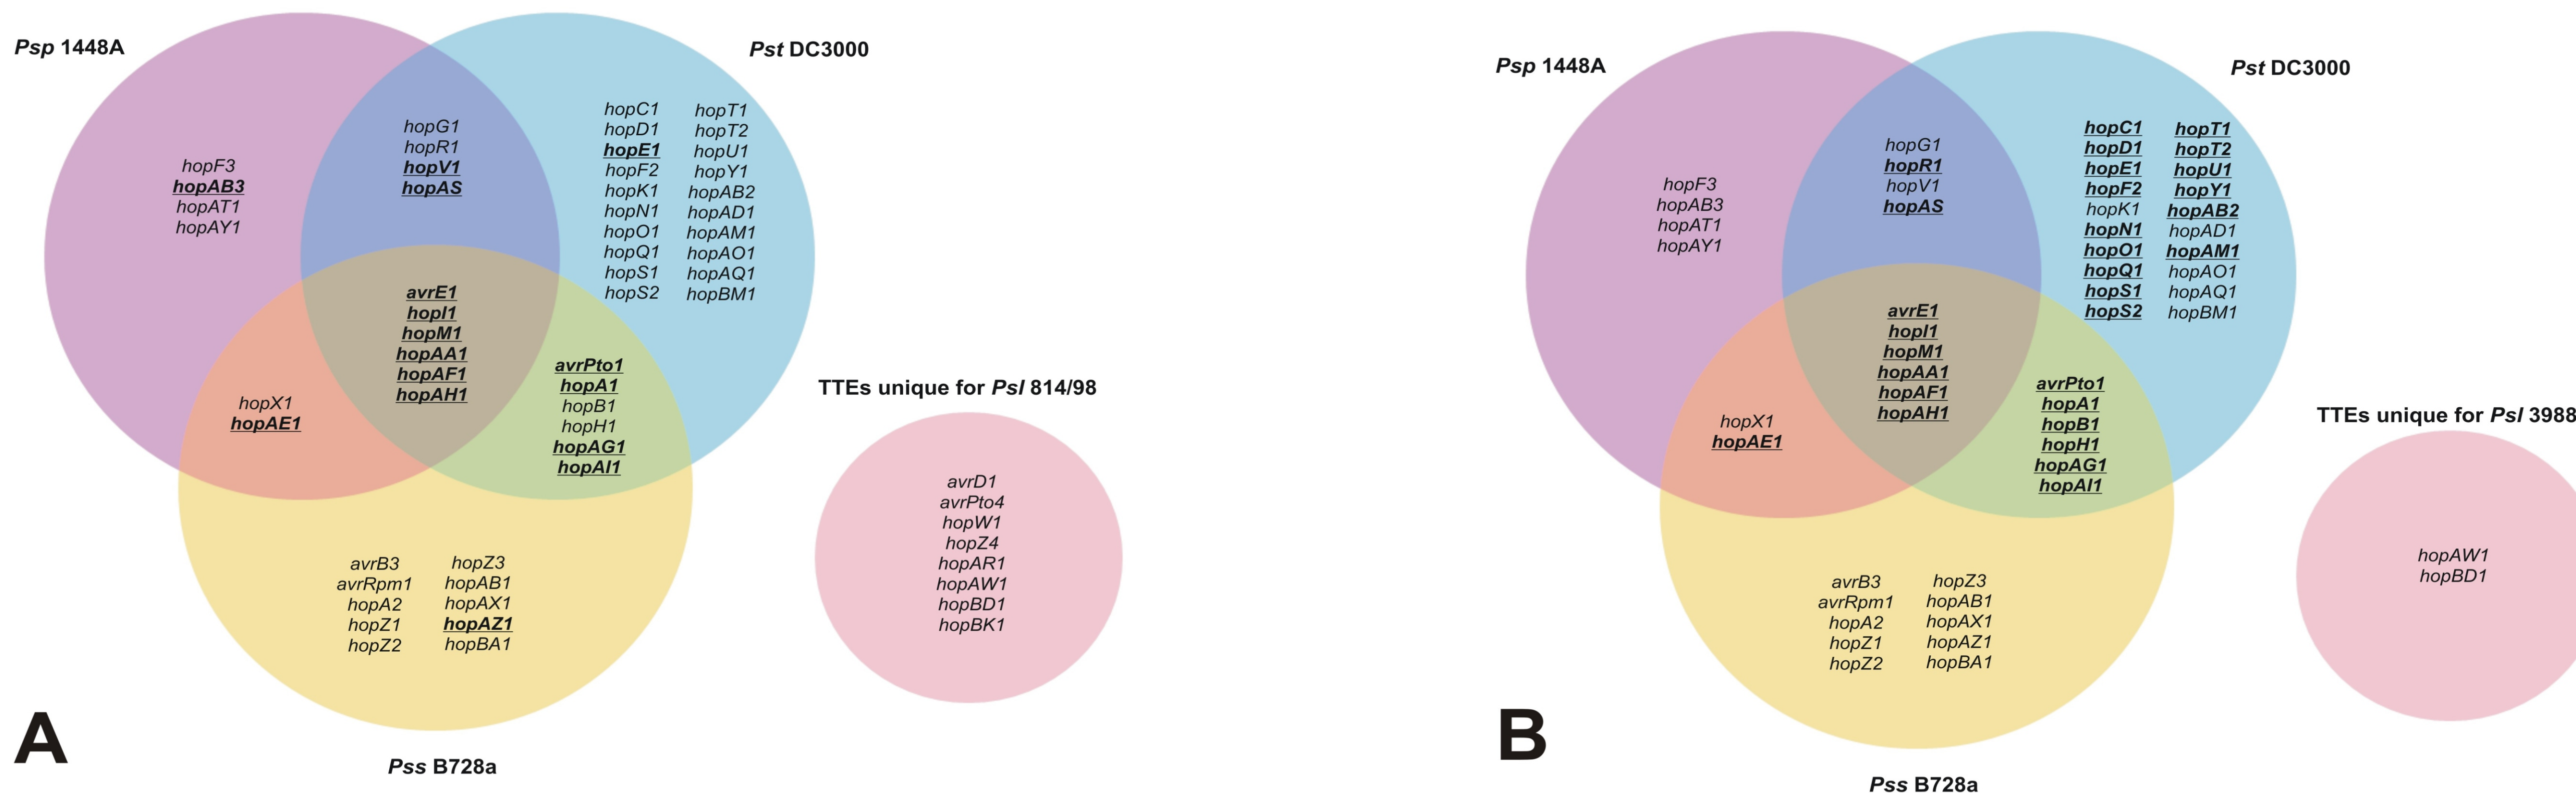 Psp 1448A
Pst DC3000
hopF3
hopAB3
hopAT1
hopAY1
hopG1
hopR1
hopV1
hopAS
hopC1 hopT1
hopD1 hopT2
hopE1 hopU1
hopF2 hopY1
hopK1 hopAB2
hopN1 hopAD1
hopO1 hopAM1
hopQ1 hopAO1
hopS1 hopAQ1
hopS2 hopBM1
avrE1
hopI1
hopM1
hopAA1
hopAF1
hopAH1
hopX1
hopAE1
avrPto1
hopA1
hopB1
hopH1
hopAG1
hopAI1
avrB3 hopZ3
avrRpm1 hopAB1
hopA2 hopAX1
hopZ1 hopAZ1
hopZ2 hopBA1
Pss B728a
TTEs unique for Psl 814/98
avrD1
avrPto4
hopW1
hopZ4
hopAR1
hopAW1
hopBD1
hopBK1
A
Psp 1448A
Pst DC3000
hopF3
hopAB3
hopAT1
hopAY1
hopG1
hopR1
hopV1
hopAS
hopC1 hopT1
hopD1 hopT2
hopE1 hopU1
hopF2 hopY1
hopK1 hopAB2
hopN1 hopAD1
hopO1 hopAM1
hopQ1 hopAO1
hopS1 hopAQ1
hopS2 hopBM1
avrE1
hopI1
hopM1
hopAA1
hopAF1
hopAH1
hopX1
hopAE1
avrPto1
hopA1
hopB1
hopH1
hopAG1
hopAI1
avrB3 hopZ3
avrRpm1 hopAB1
hopA2 hopAX1
hopZ1 hopAZ1
hopZ2 hopBA1
Pss B728a
TTEs unique for Psl 3988
hopAW1
hopBD1
B